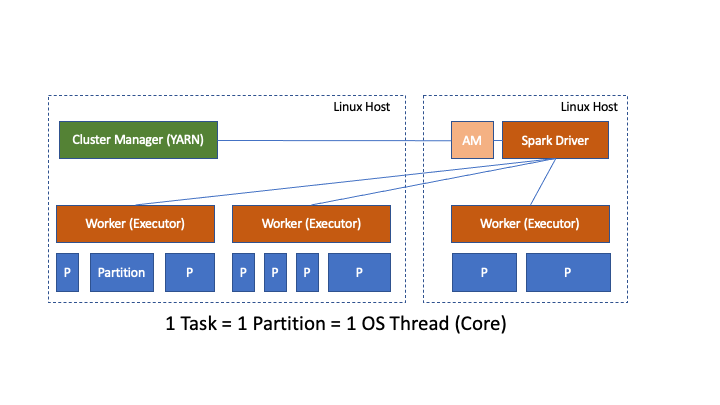 Linux Host
Linux Host
Cluster Manager (YARN)
AM
Spark Driver
Worker (Executor)
Worker (Executor)
Worker (Executor)
P
Partition
P
P
P
P
P
P
P
1 Task = 1 Partition = 1 OS Thread (Core)